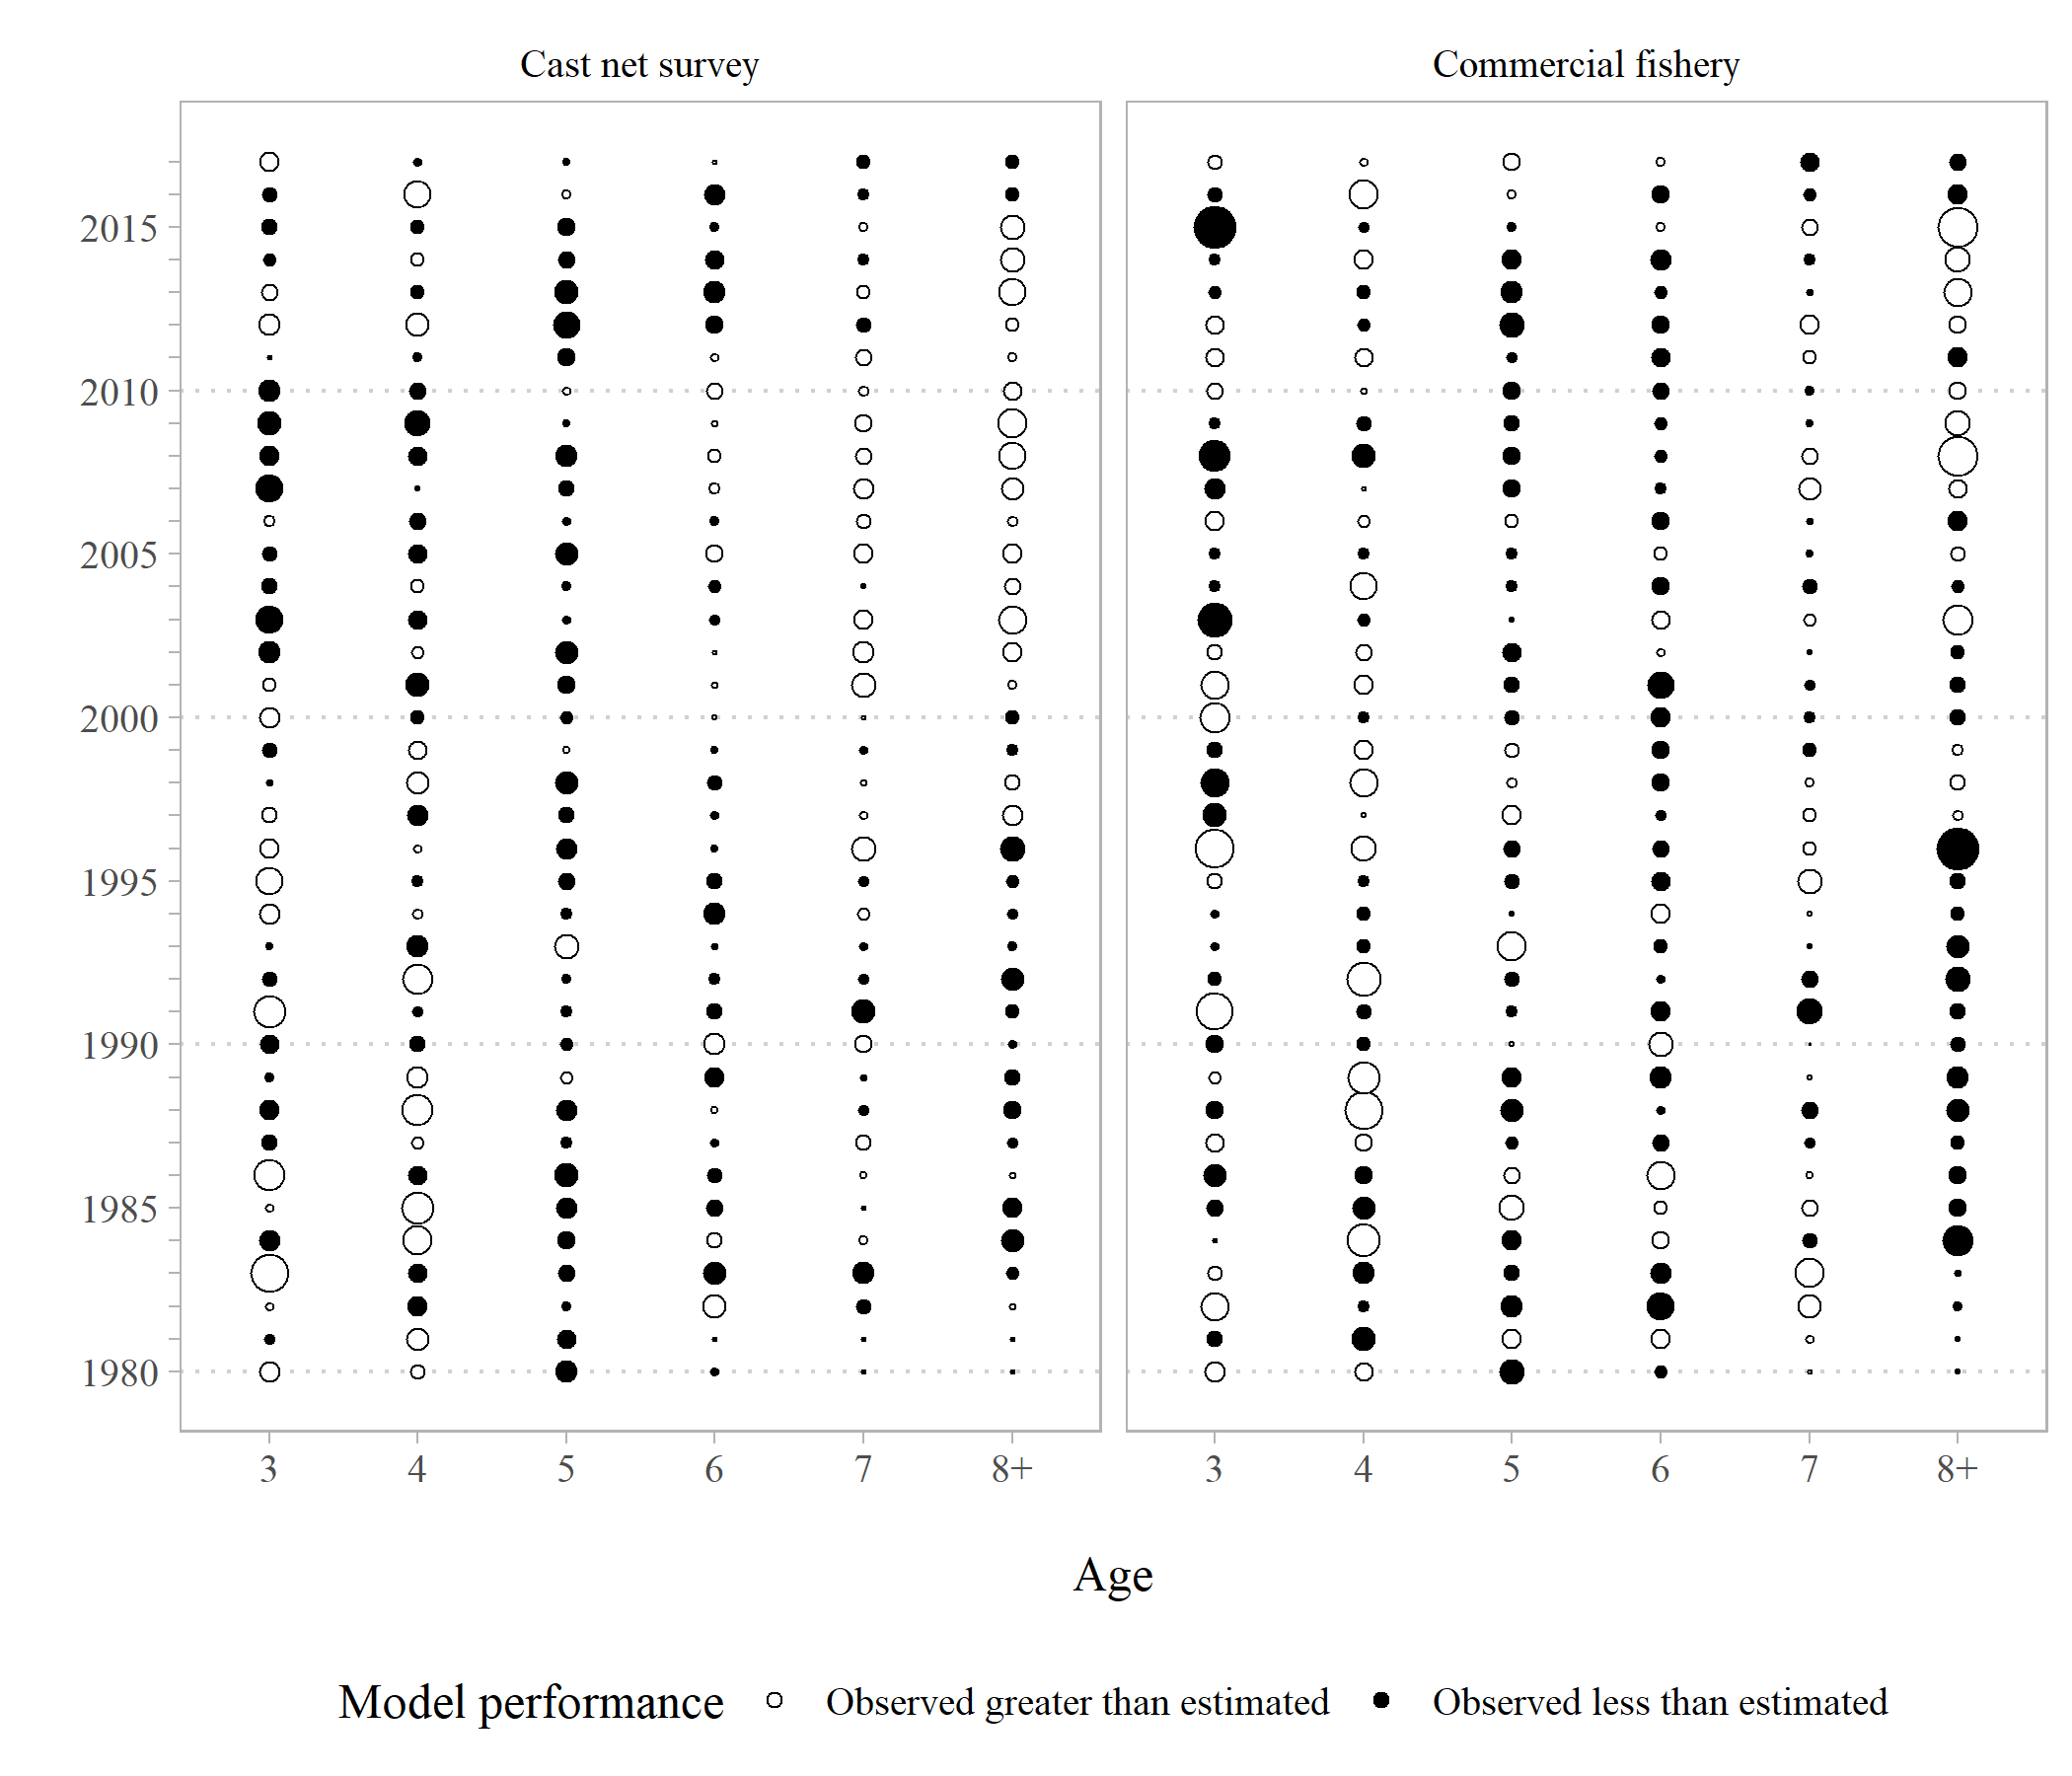 Cast net survey
Commercial fishery
2015
2010
2005
2000
1995
1990
1985
1980
3 4 5 6 7 8+
3 4 5 6 7 8+
Age
Model performance Observed greater than estimated Observed less than estimated